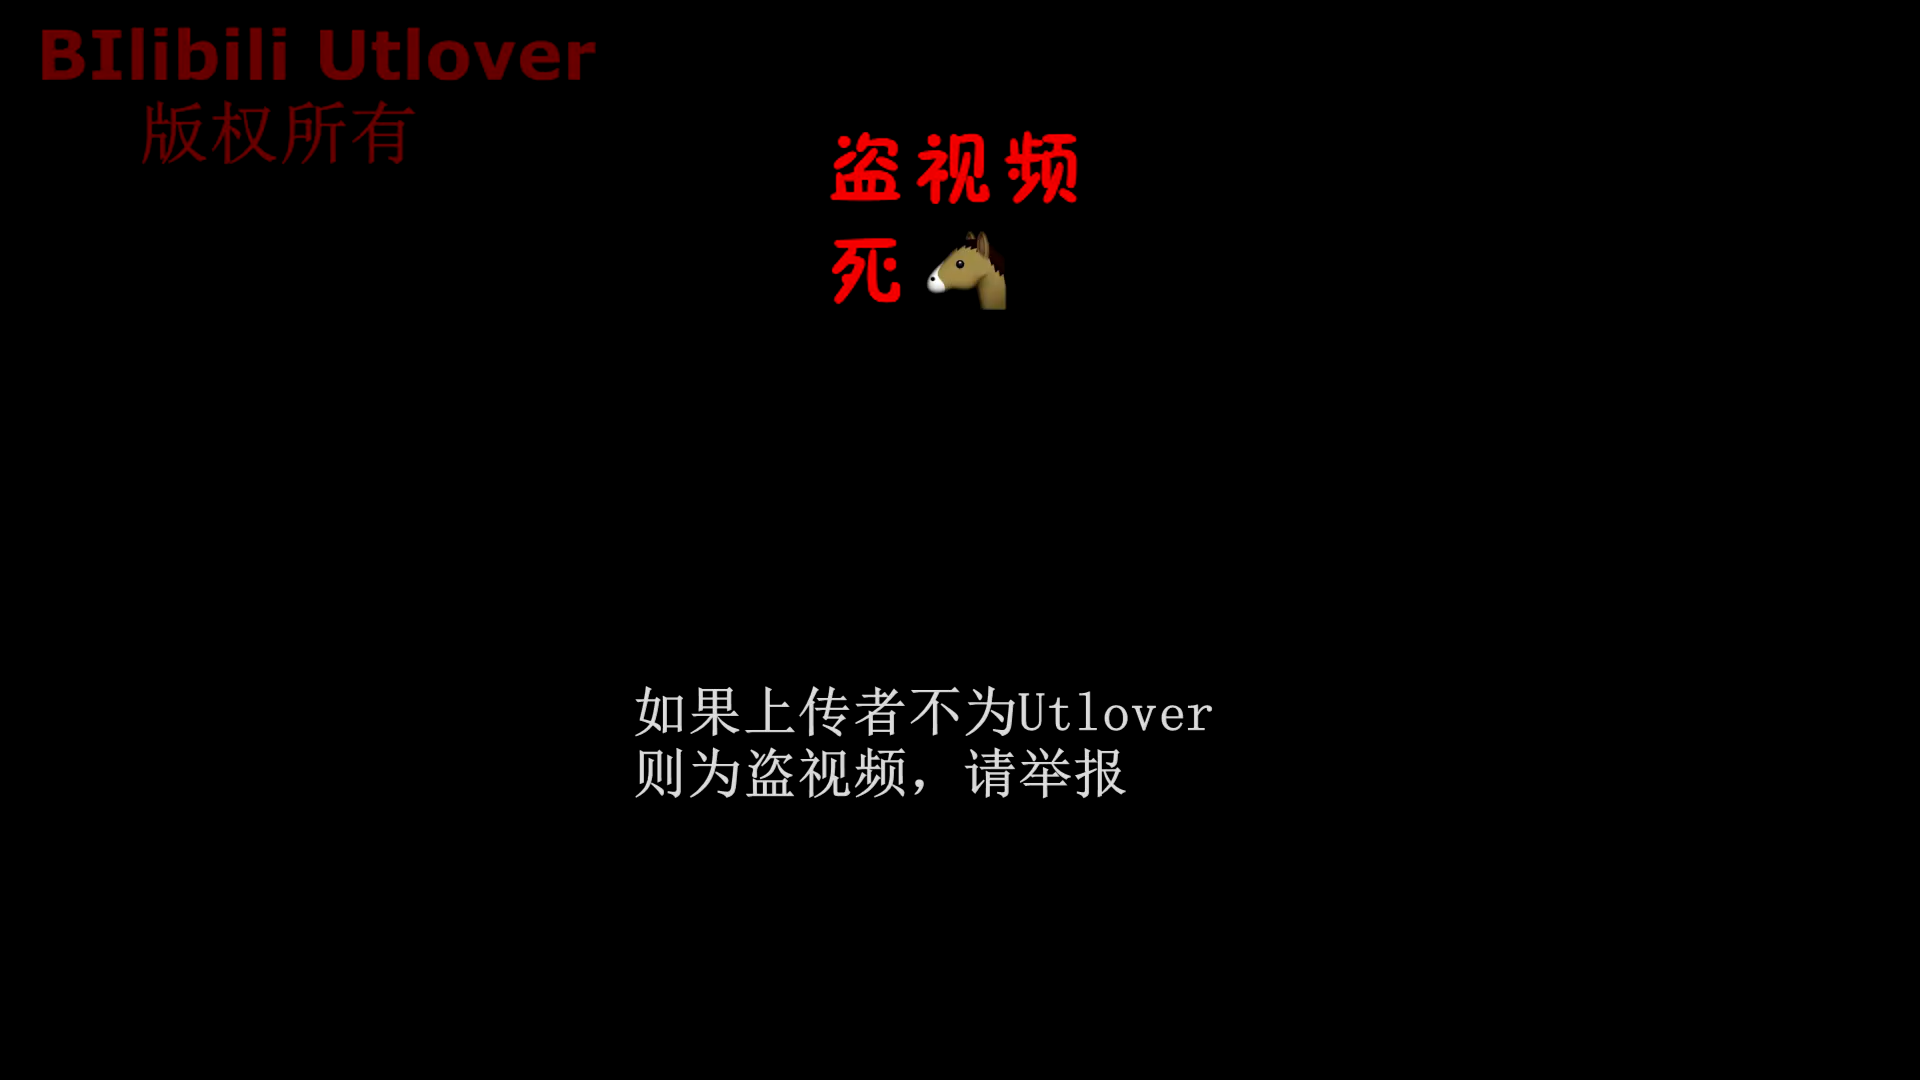 BIlibili Utlover
版权所有
盗视频
死🐴
如果上传者不为Utlover
则为盗视频，请举报